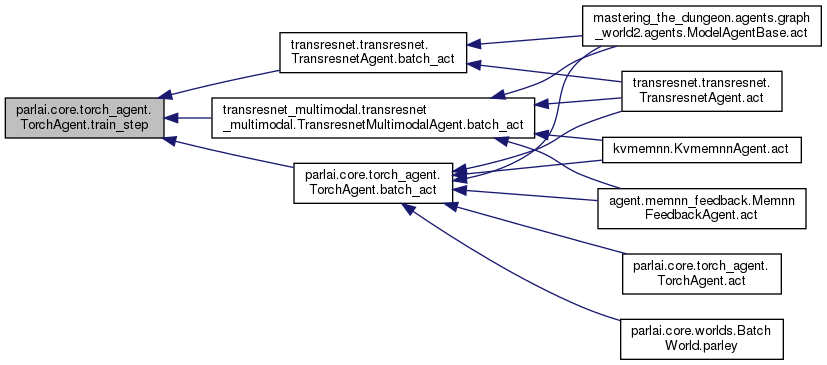 parlai.core.torch_agent.
TorchAgent.train_step
transresnet.transresnet.
TransresnetAgent.batch_act
transresnet_multimodal.transresnet
_multimodal.TransresnetMultimodalAgent.batch_act
parlai.core.torch_agent.
TorchAgent.batch_act
mastering_the_dungeon.agents.graph
_world2.agents.ModelAgentBase.act
transresnet.transresnet.
TransresnetAgent.act
kvmemnn.KvmemnnAgent.act
agent.memnn_feedback.Memnn
FeedbackAgent.act
parlai.core.torch_agent.
TorchAgent.act
parlai.core.worlds.Batch
World.parley